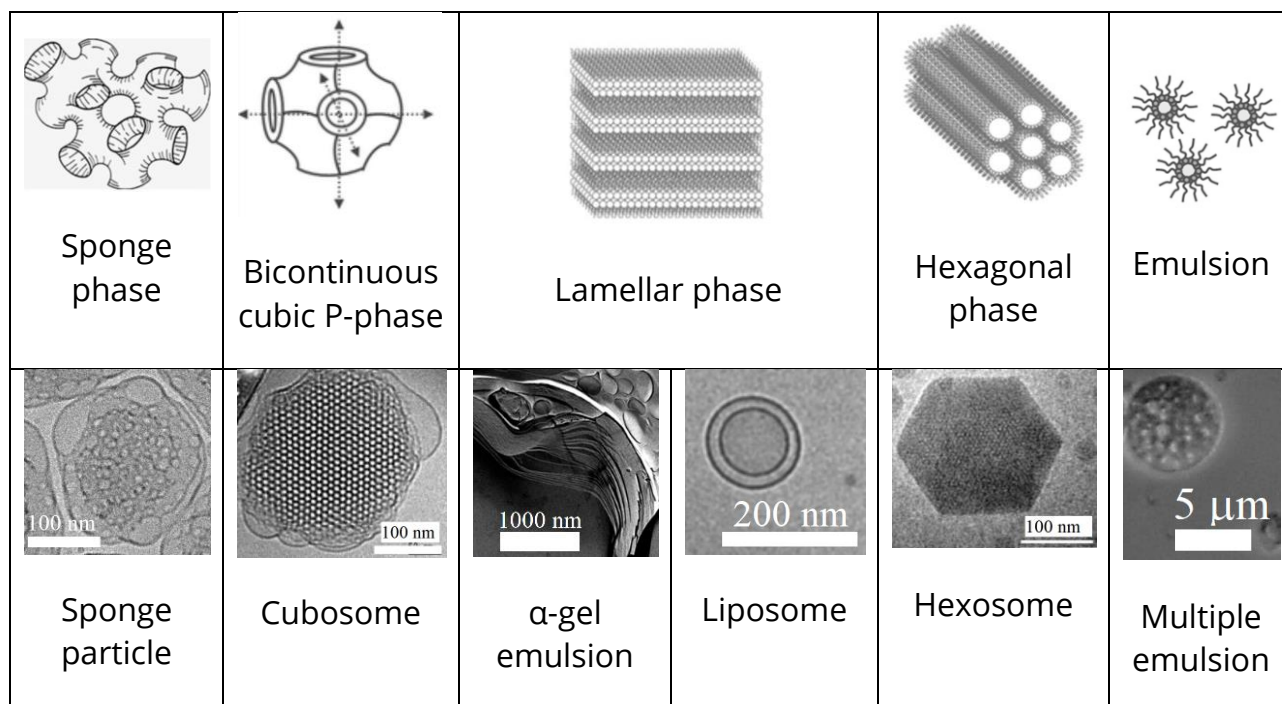 Sponge
phase
Bicontinuous
cubic P-phase
Lamellar phase
Hexagonal
phase
Emulsion
100 nm
100 nm
1000 nm
200 nm
100 nm
5 μm
Sponge
particle
Cubosome
α-gel
emulsion
Liposome
Hexosome
Multiple
emulsion